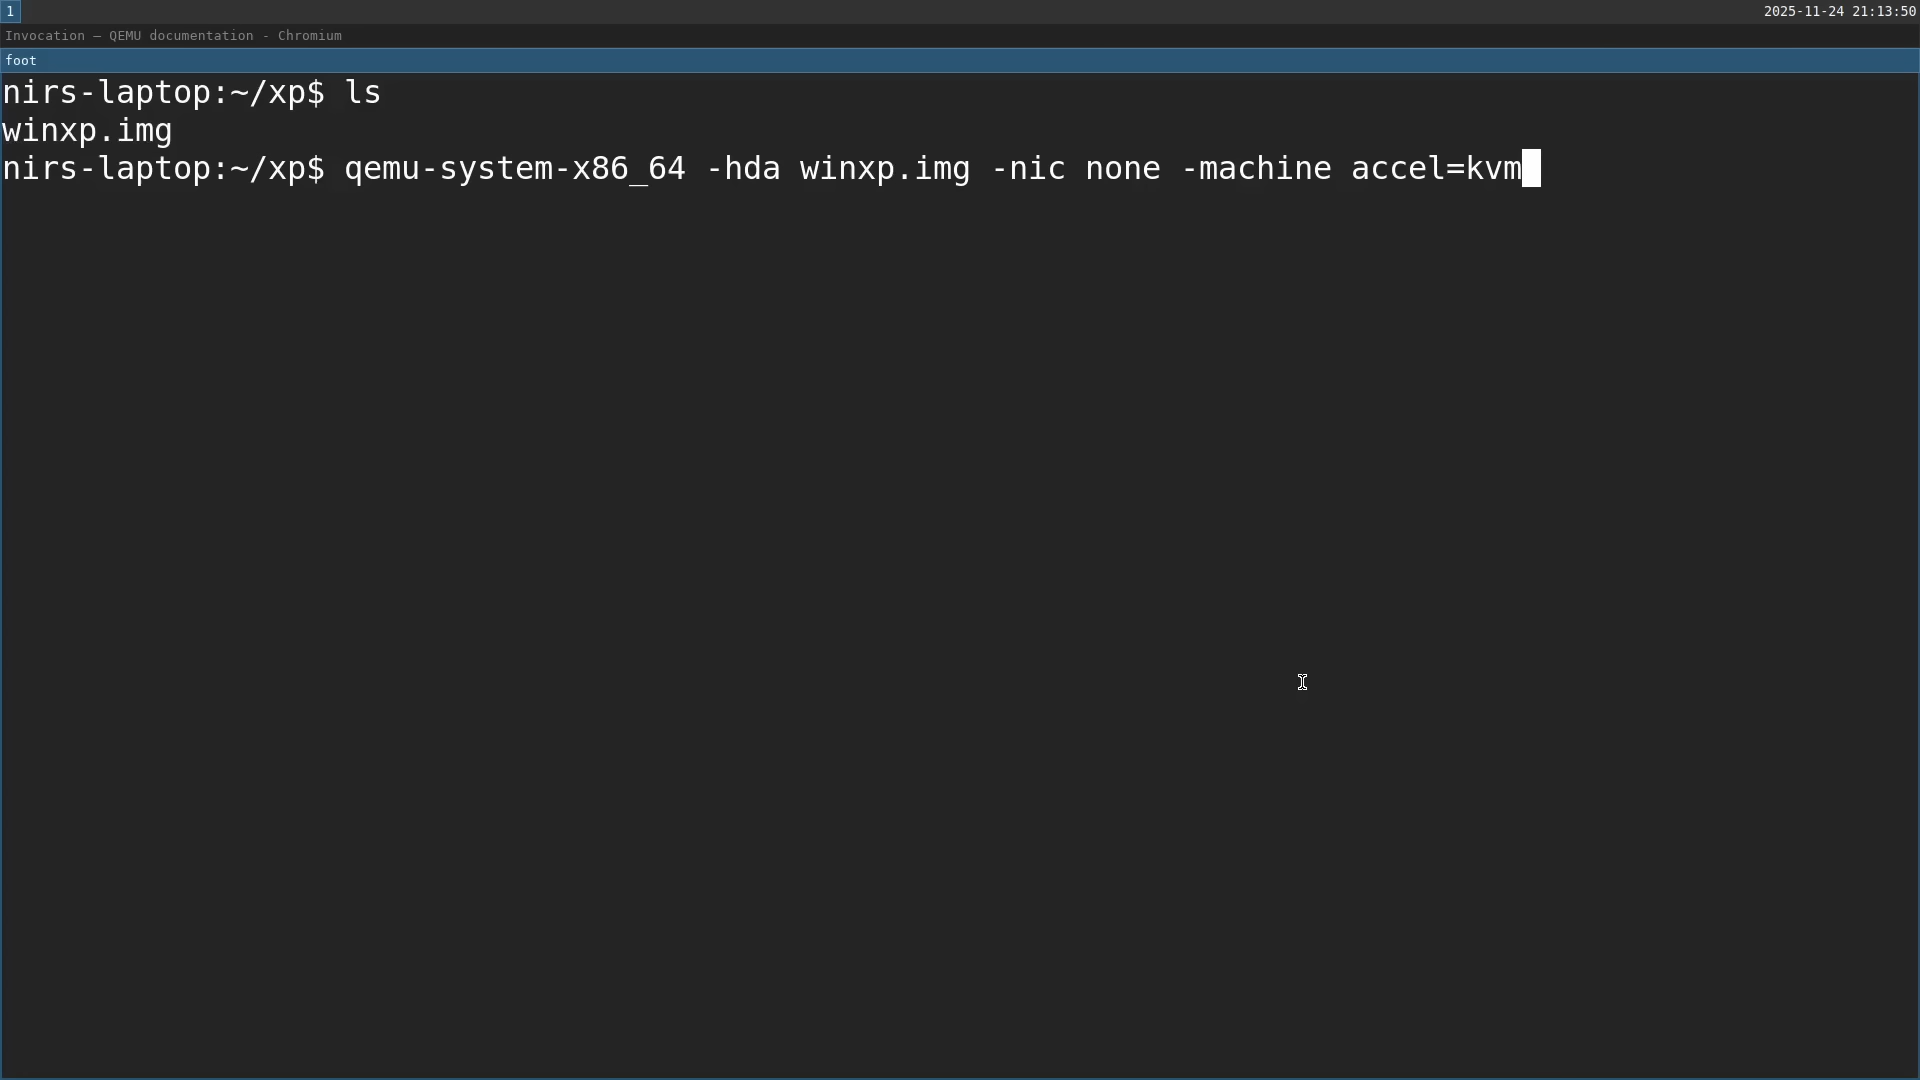 1 2025-11-24 21:13:50
Invocation — QEMU documentation - Chromium
foot
nirs-laptop:~/xp$ ls
winxp.img
nirs-laptop:~/xp$ qemu-system-x86_64 -hda winxp.img -nic none -machine accel=kvm